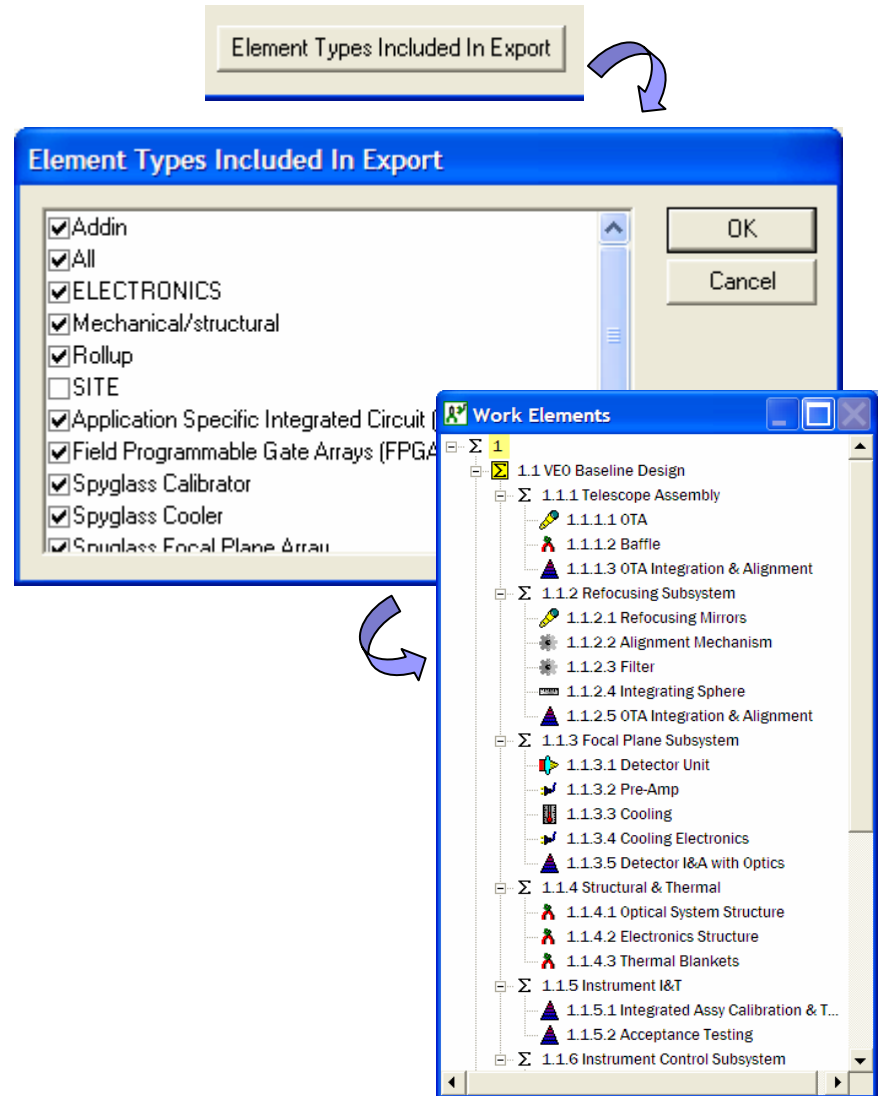 Element Types Included In Export
Element Types Included In Export
Addin
All
ELECTRONICS
Mechanical/structural
Rollup
SITE
Application Specific Integrated Circuit (
Field Programmable Gate Arrays (FPGA
Spyglass Calibrator
Spyglass Cooler
Spyglass Focal Plane Array
OK
Cancel
Work Elements
1
1.1 VE0 Baseline Design
1.1.1 Telescope Assembly
1.1.1.1 OTA
1.1.1.2 Baffle
1.1.1.3 OTA Integration & Alignment
1.1.2 Refocusing Subsystem
1.1.2.1 Refocusing Mirrors
1.1.2.2 Alignment Mechanism
1.1.2.3 Filter
1.1.2.4 Integrating Sphere
1.1.2.5 OTA Integration & Alignment
1.1.3 Focal Plane Subsystem
1.1.3.1 Detector Unit
1.1.3.2 Pre-Amp
1.1.3.3 Cooling
1.1.3.4 Cooling Electronics
1.1.3.5 Detector I&A with Optics
1.1.4 Structural & Thermal
1.1.4.1 Optical System Structure
1.1.4.2 Electronics Structure
1.1.4.3 Thermal Blankets
1.1.5 Instrument I&T
1.1.5.1 Integrated Assy Calibration & T...
1.1.5.2 Acceptance Testing
1.1.6 Instrument Control Subsystem